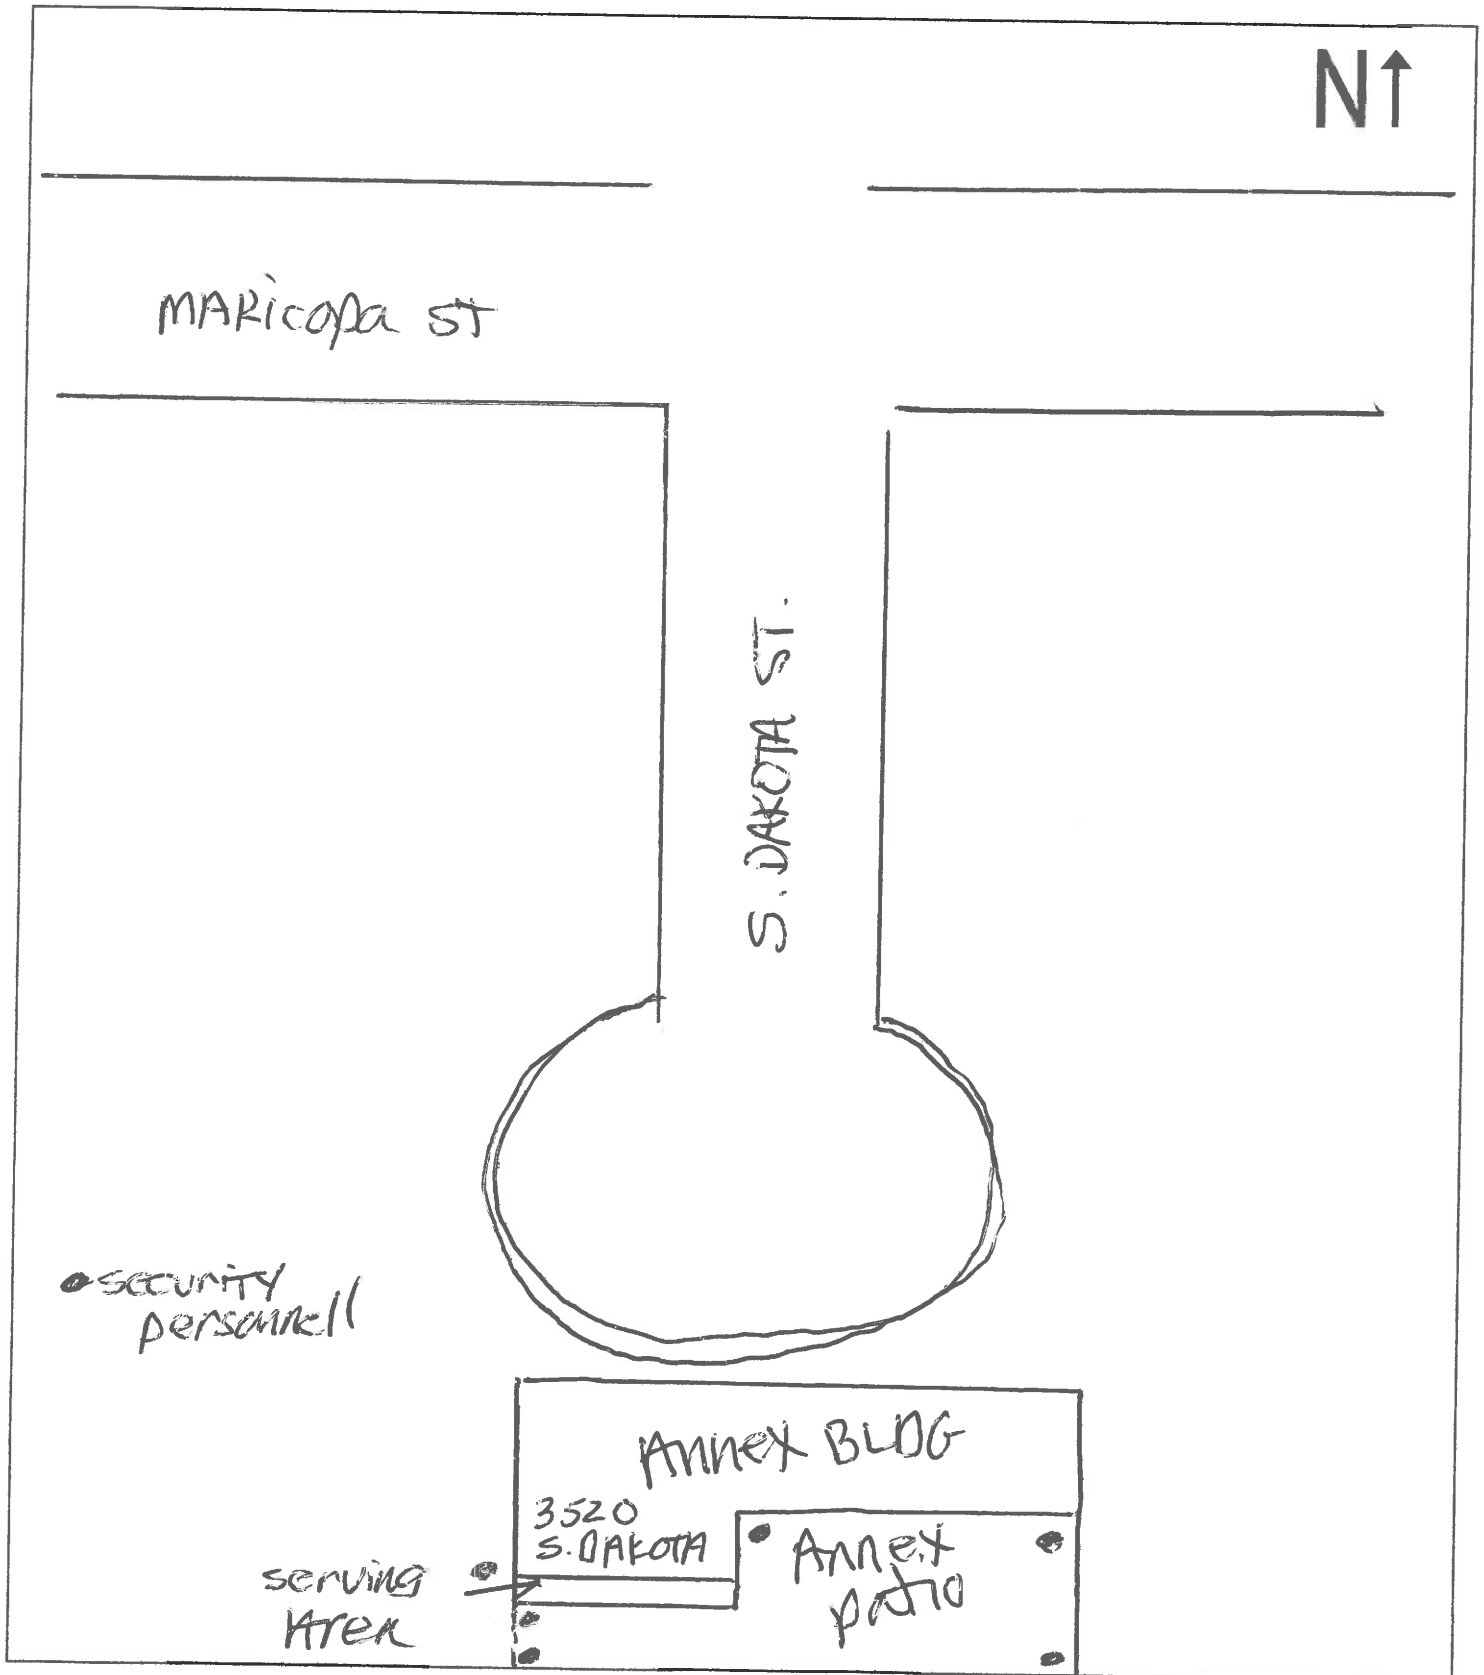 N↑
MARicopa ST
S. DAKOTA ST.
security
personnell
Annex BLDG
3520
S. DAKOTA
Annex
patio
serving
Area